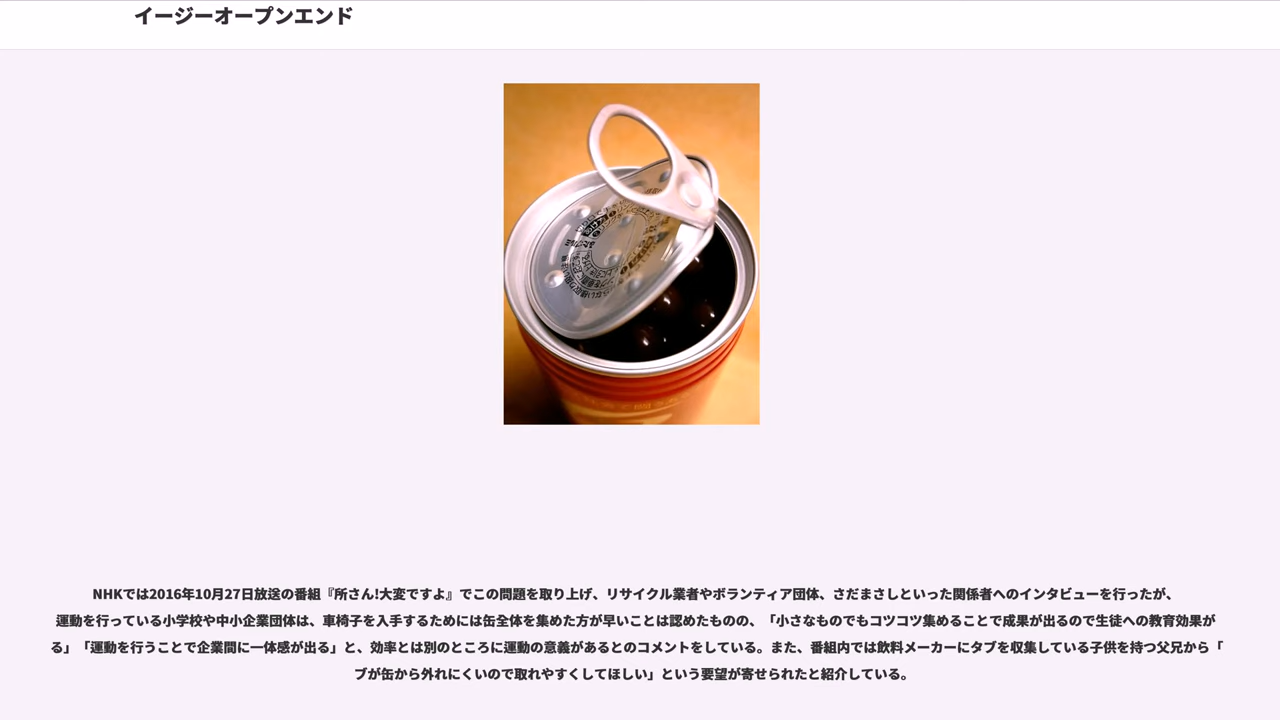 イージーオープンエンド
NHKでは2016年10月27日放送の番組『所さん!大変ですよ』でこの問題を取り上げ、リサイクル業者やボランティア団体、さだまさしといった関係者へのインタビューを行ったが、
運動を行っている小学校や中小企業団体は、車椅子を入手するためには缶全体を集めた方が早いことは認めたものの、「小さなものでもコツコツ集めることで成果が出るので生徒への教育効果が
る」「運動を行うことで企業間に一体感が出る」と、効率とは別のところに運動の意義があるとのコメントをしている。また、番組内では飲料メーカーにタブを収集している子供を持つ父兄から「
ブが缶から外れにくいので取れやすくしてほしい」という要望が寄せられたと紹介している。